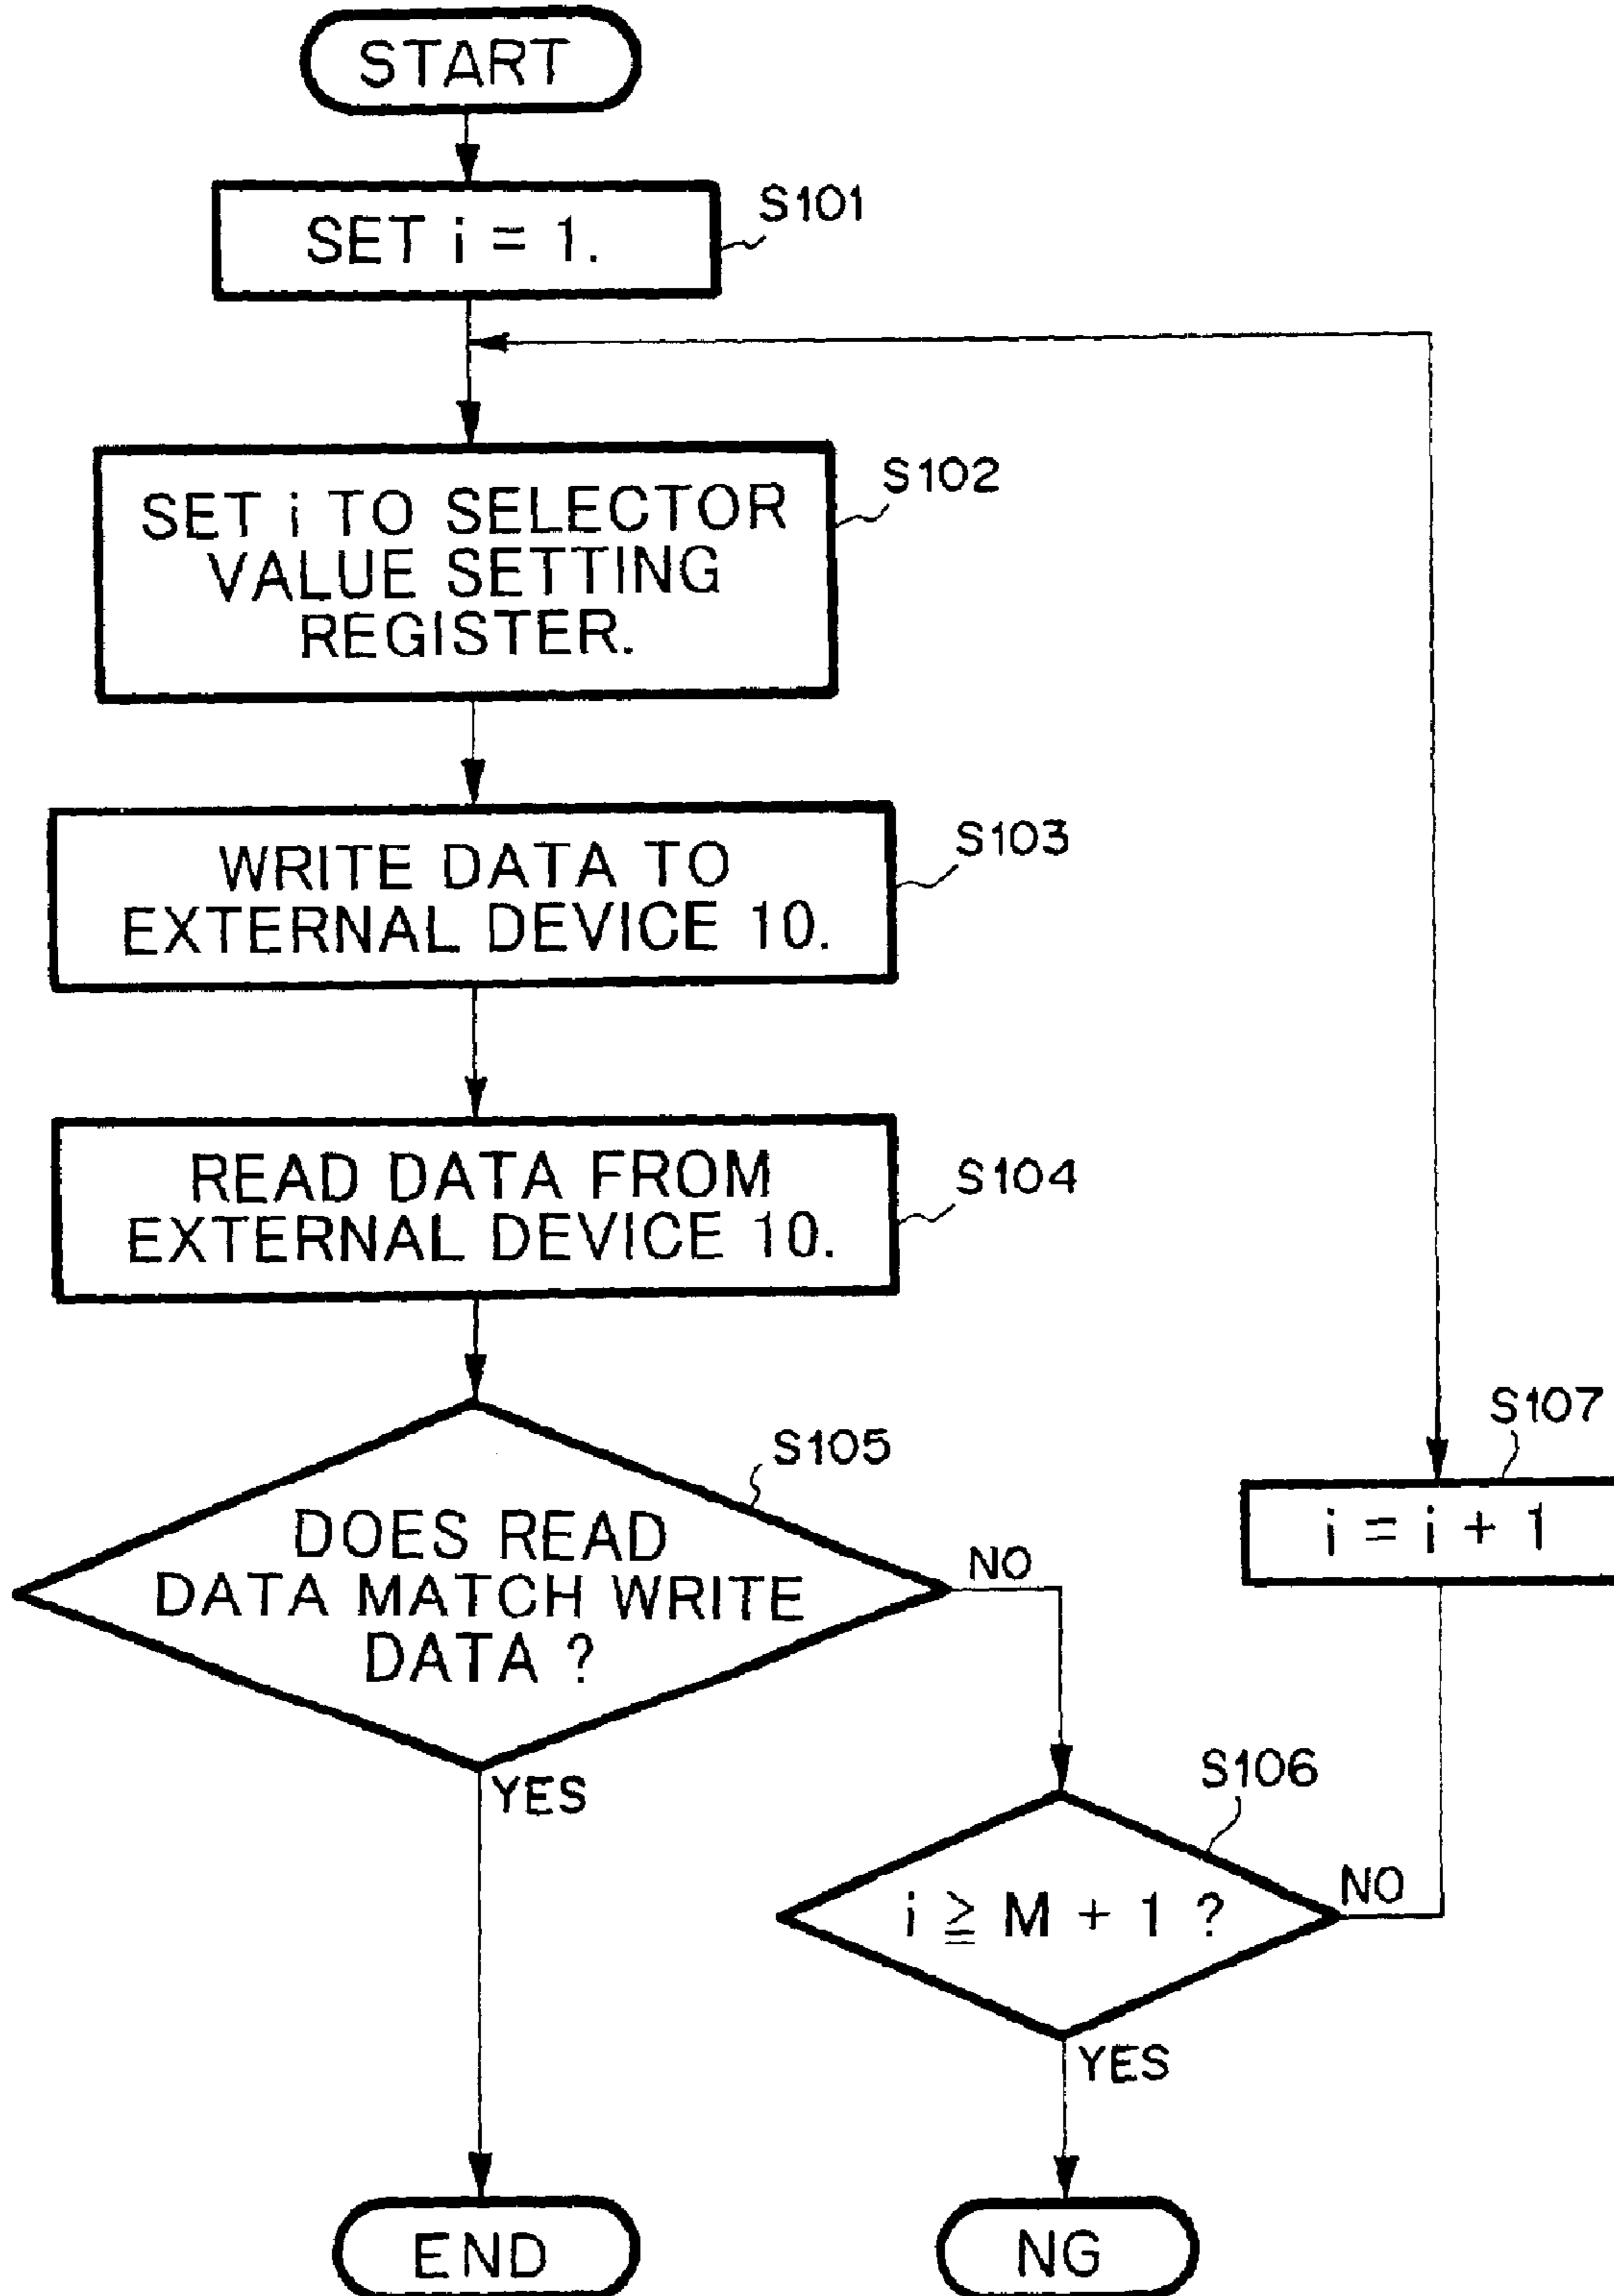 START
S101
SET i = 1.
S102
SET i TO SELECTOR
VALUE SETTING
REGISTER.
S103
WRITE DATA TO
EXTERNAL DEVICE 10.
S104
READ DATA FROM
EXTERNAL DEVICE 10.
S105
DOES READ
DATA MATCH WRITE
DATA ?
NO
YES
S107
i = i + 1
S106
i ≧ M + 1 ?
NO
YES
END
NG